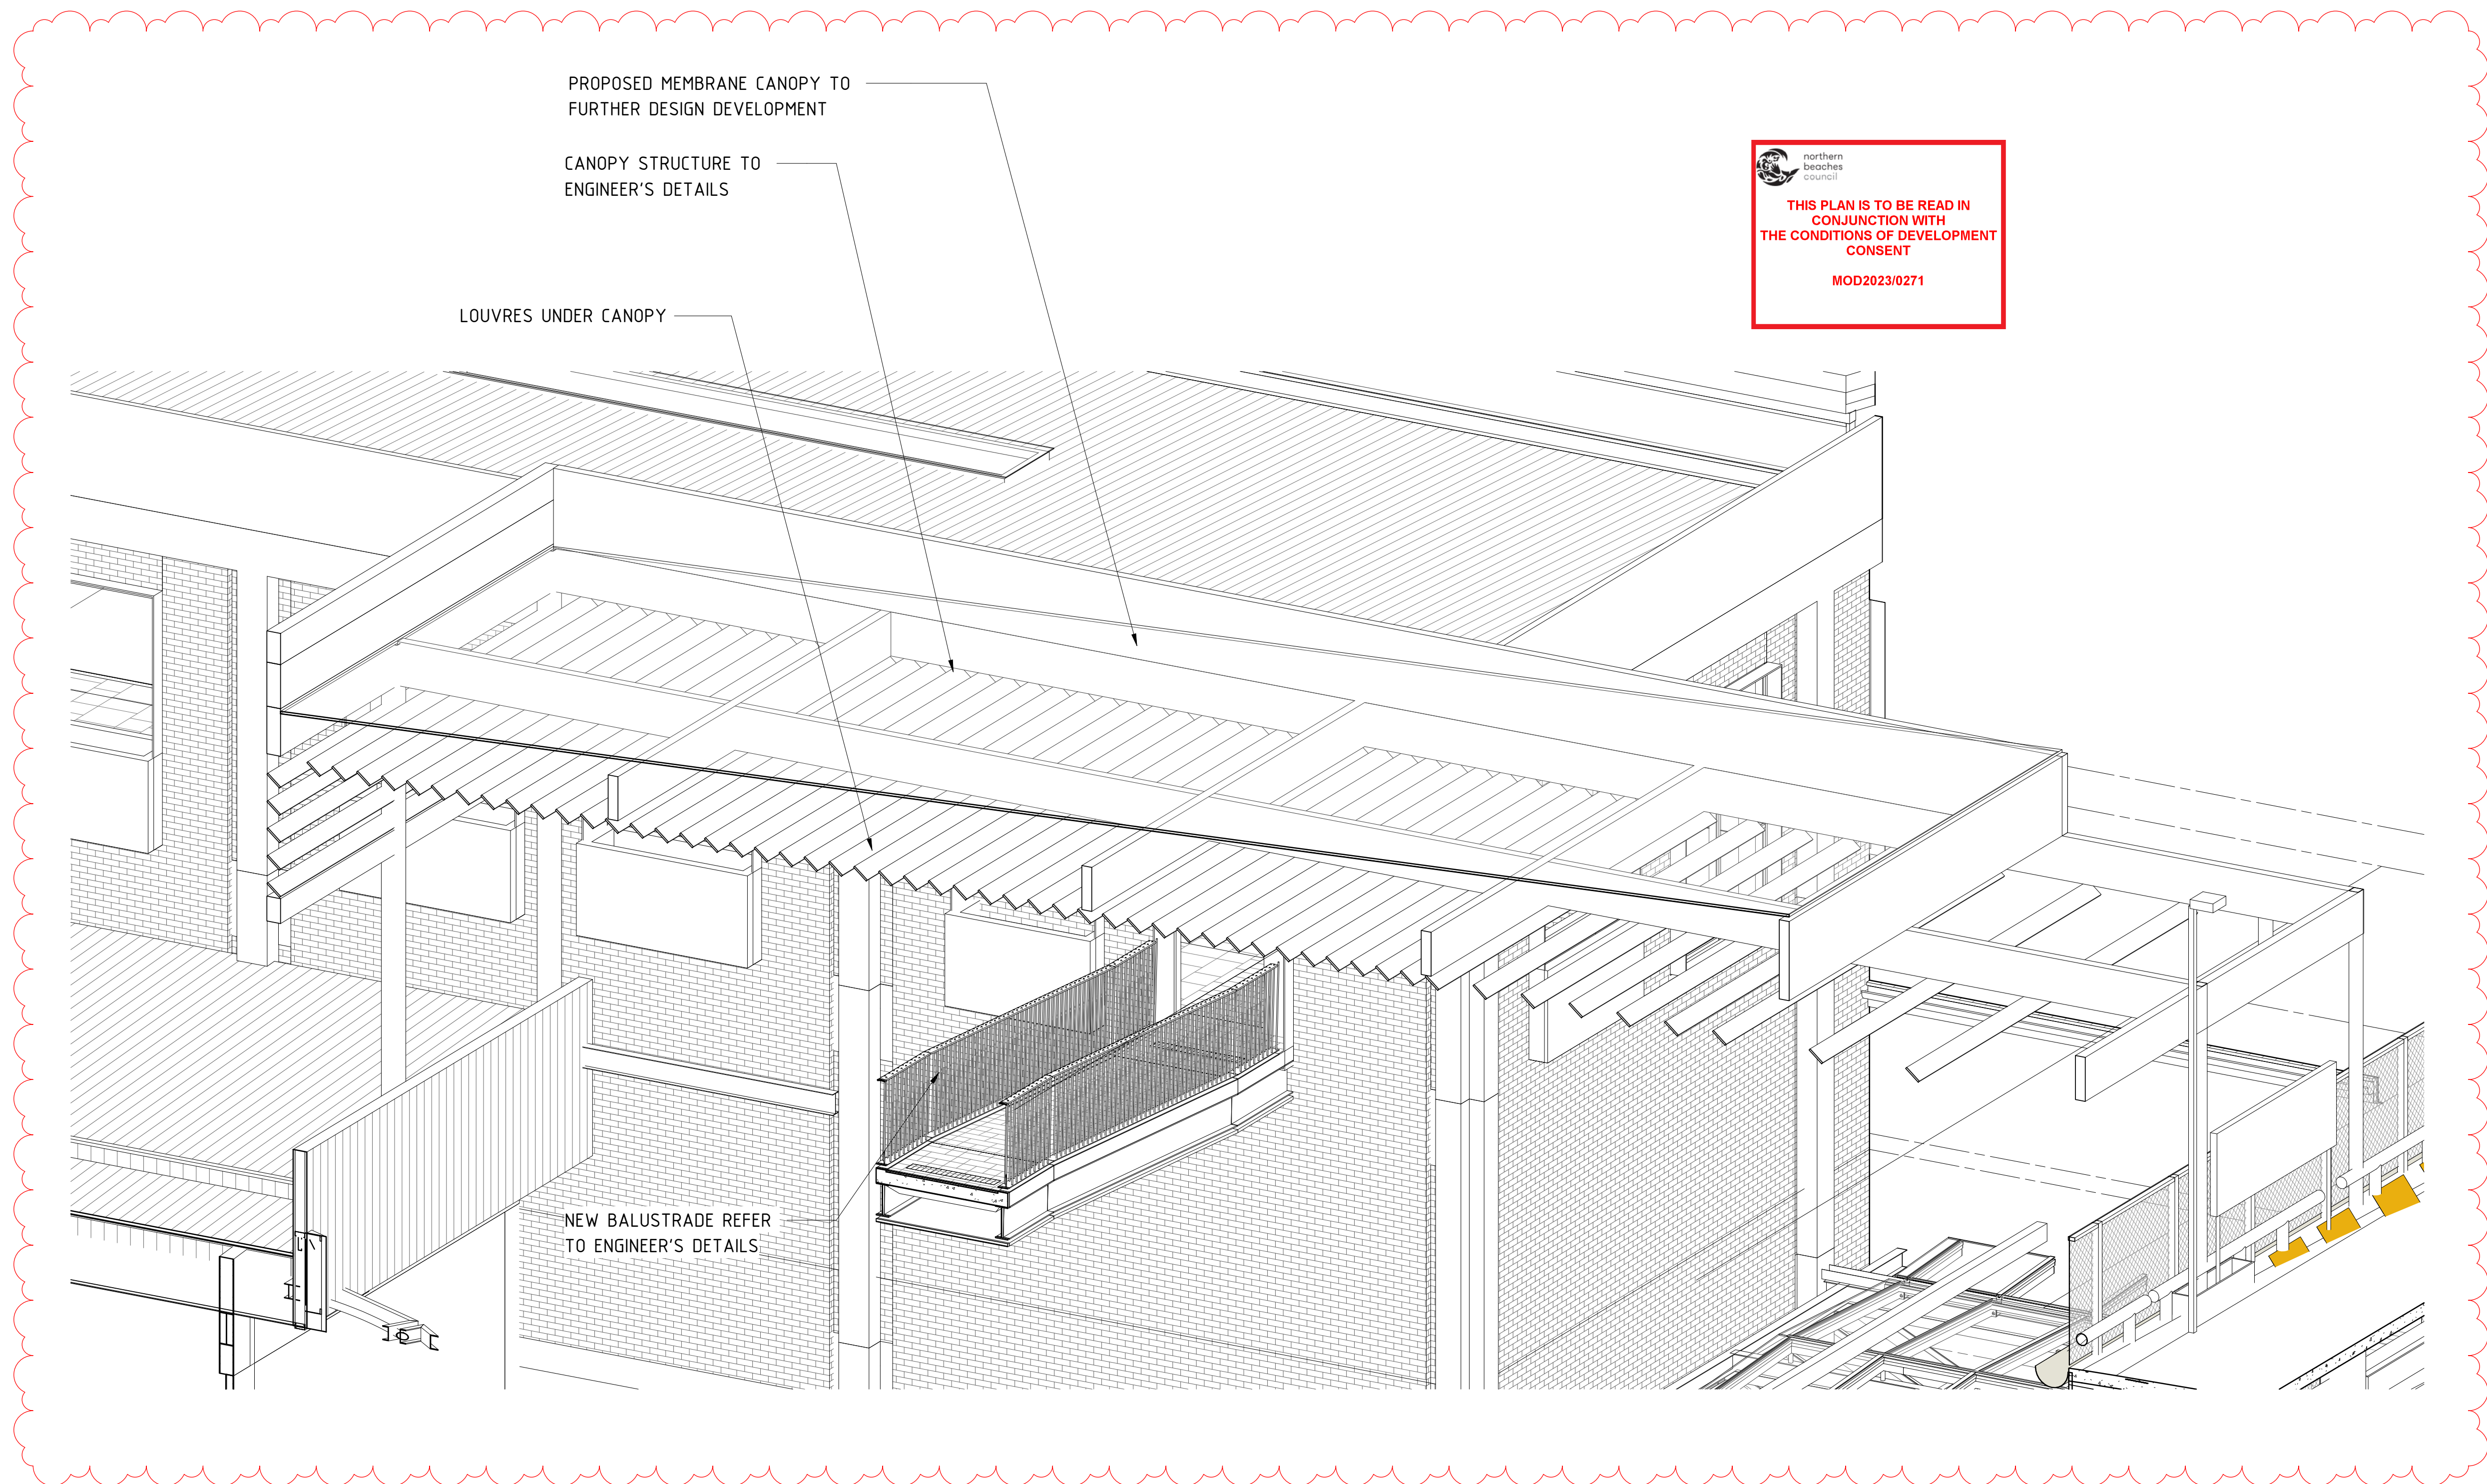 PROPOSED MEMBRANE CANOPY TO
FURTHER DESIGN DEVELOPMENT
CANOPY STRUCTURE TO
ENGINEER'S DETAILS
northern
beaches
council
THIS PLAN IS TO BE READ IN
CONJUNCTION WITH
THE CONDITIONS OF DEVELOPMENT
CONSENT
MOD2023/0271
LOUVRES UNDER CANOPY
NEW BALUSTRADE REFER
TO ENGINEER'S DETAILS